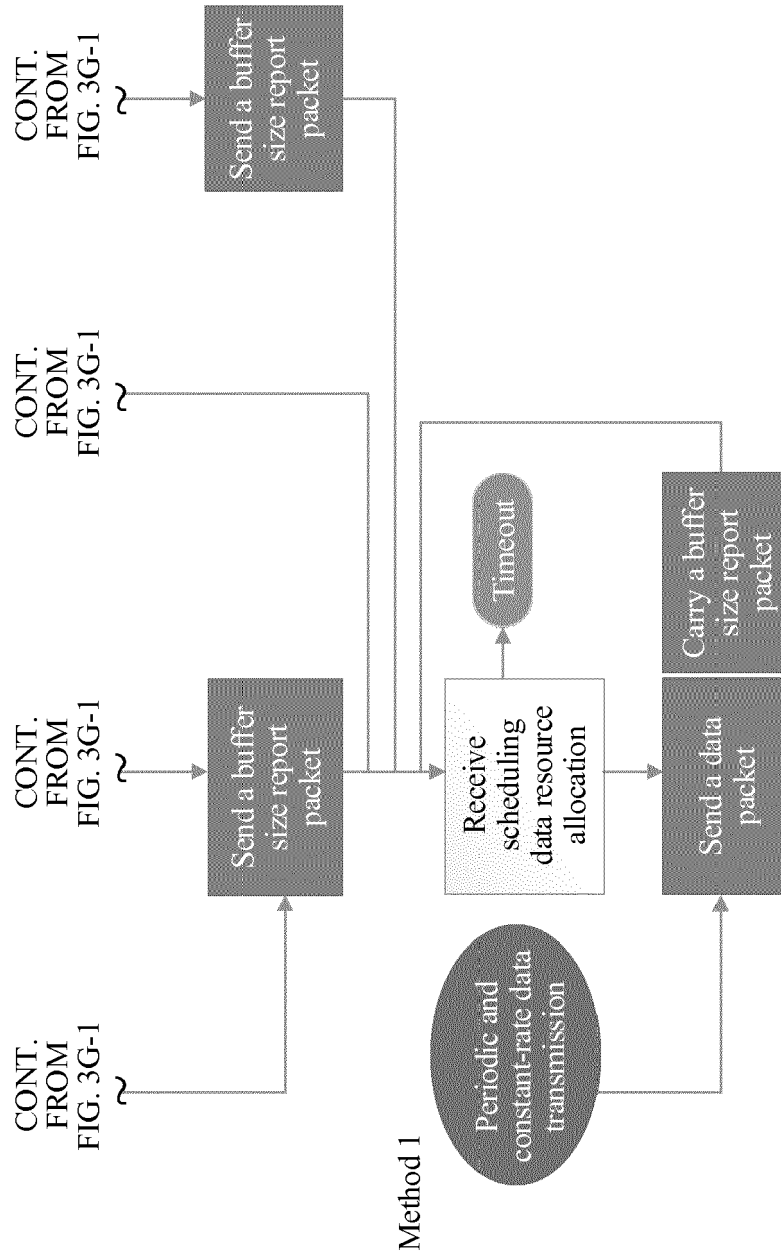 CONT.
FROM
FIG. 3G-1
CONT.
FROM
FIG. 3G-1
CONT.
FROM
FIG. 3G-1
CONT.
FROM
FIG. 3G-1
Send a buffer
size report
packet
Send a buffer
size report
packet
Method 1
Periodic and
constant-rate data
transmission
Receive
scheduling
data resource
allocation
Timeout
Send a data
packet
Carry a buffer
size report
packet